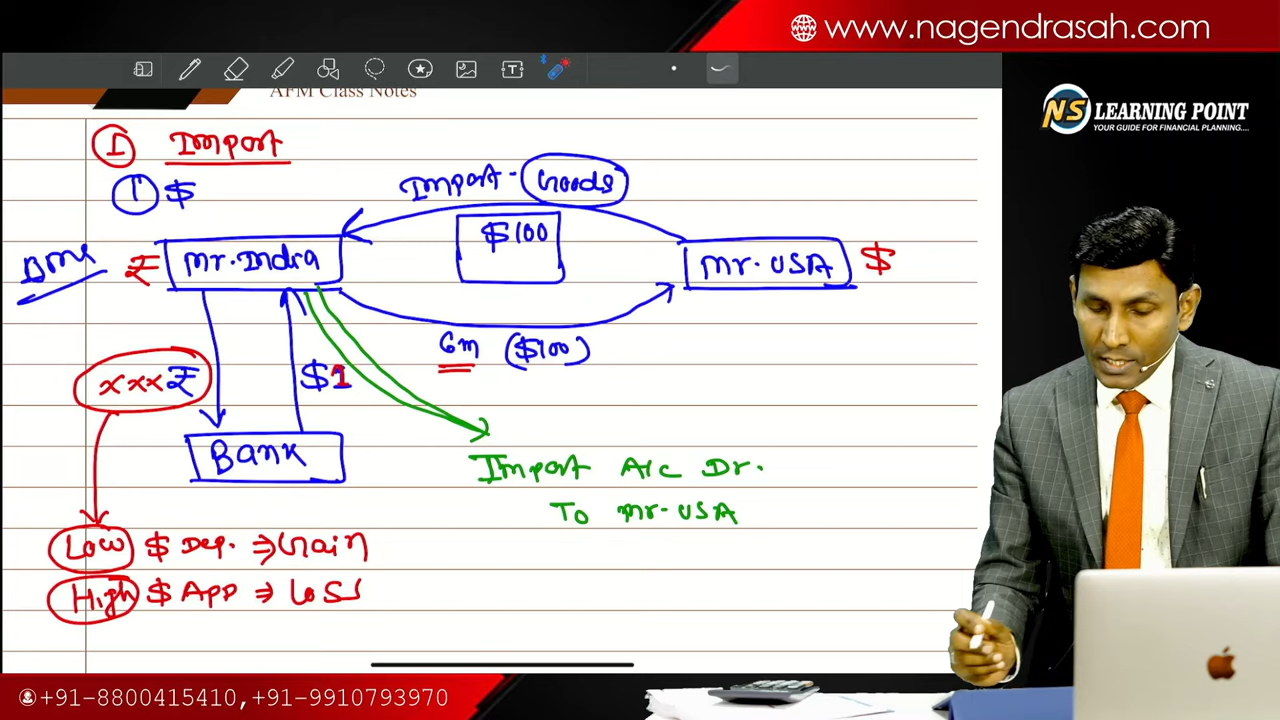 www.nagendrasah.com
AFM Class Notes
NS LEARNING POINT
YOUR GUIDE FOR FINANCIAL PLANNING....
I Import
1 $
Import - Goods
$100
₹ Mr. India
Mr. USA $
6m ($100)
xxx ₹
$1
Bank
Import A/c Dr.
To Mr. USA
Low $ Dep. ⇒ Gain
High $ App ⇒ Loss
+91-8800415410,+91-9910793970